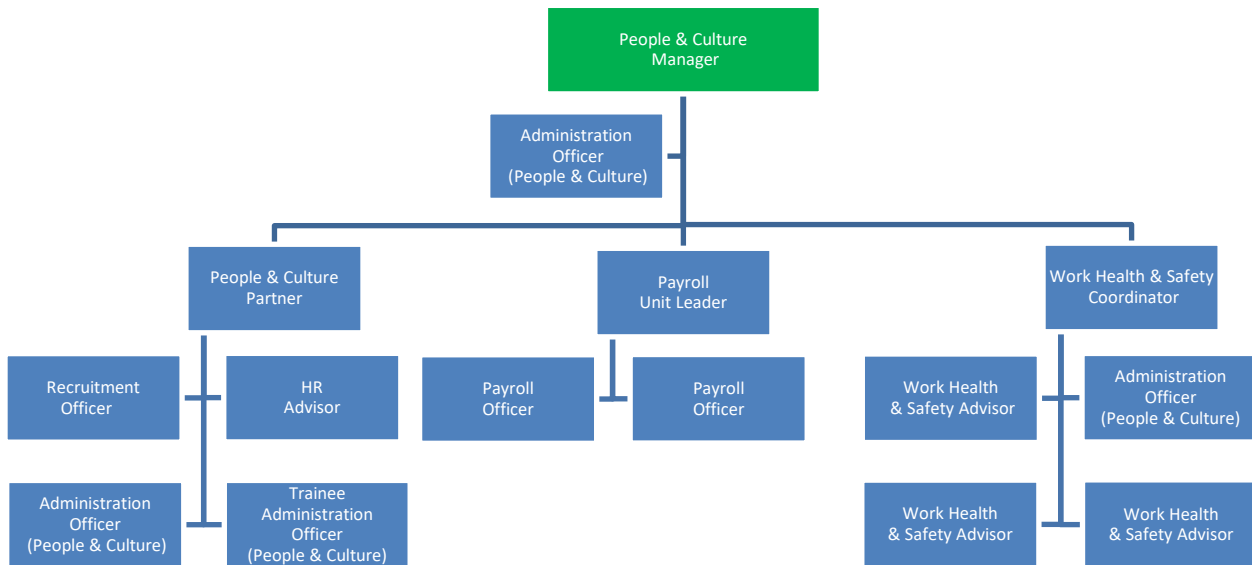 People & Culture
Manager
Administration
Officer
(People & Culture)
People & Culture
Partner
Payroll
Unit Leader
Work Health & Safety
Coordinator
Recruitment
Officer
HR
Advisor
Payroll
Officer
Payroll
Officer
Work Health
& Safety Advisor
Administration
Officer
(People & Culture)
Administration
Officer
(People & Culture)
Trainee
Administration
Officer
(People & Culture)
Work Health
& Safety Advisor
Work Health
& Safety Advisor